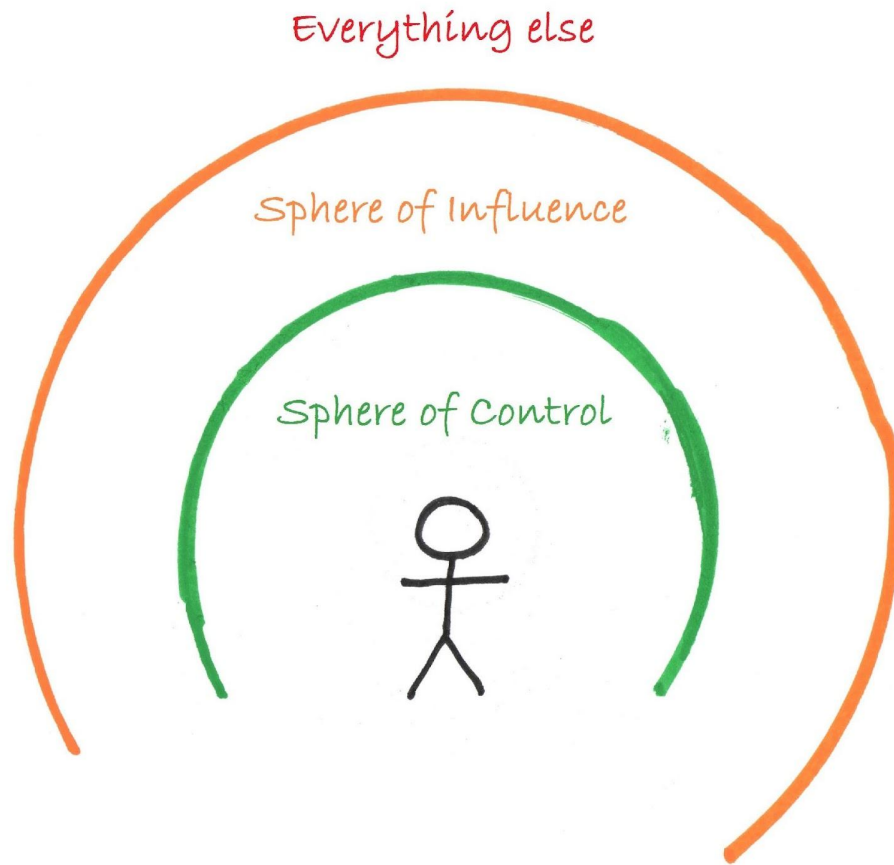 Everything else
Sphere of Influence
Sphere of Control